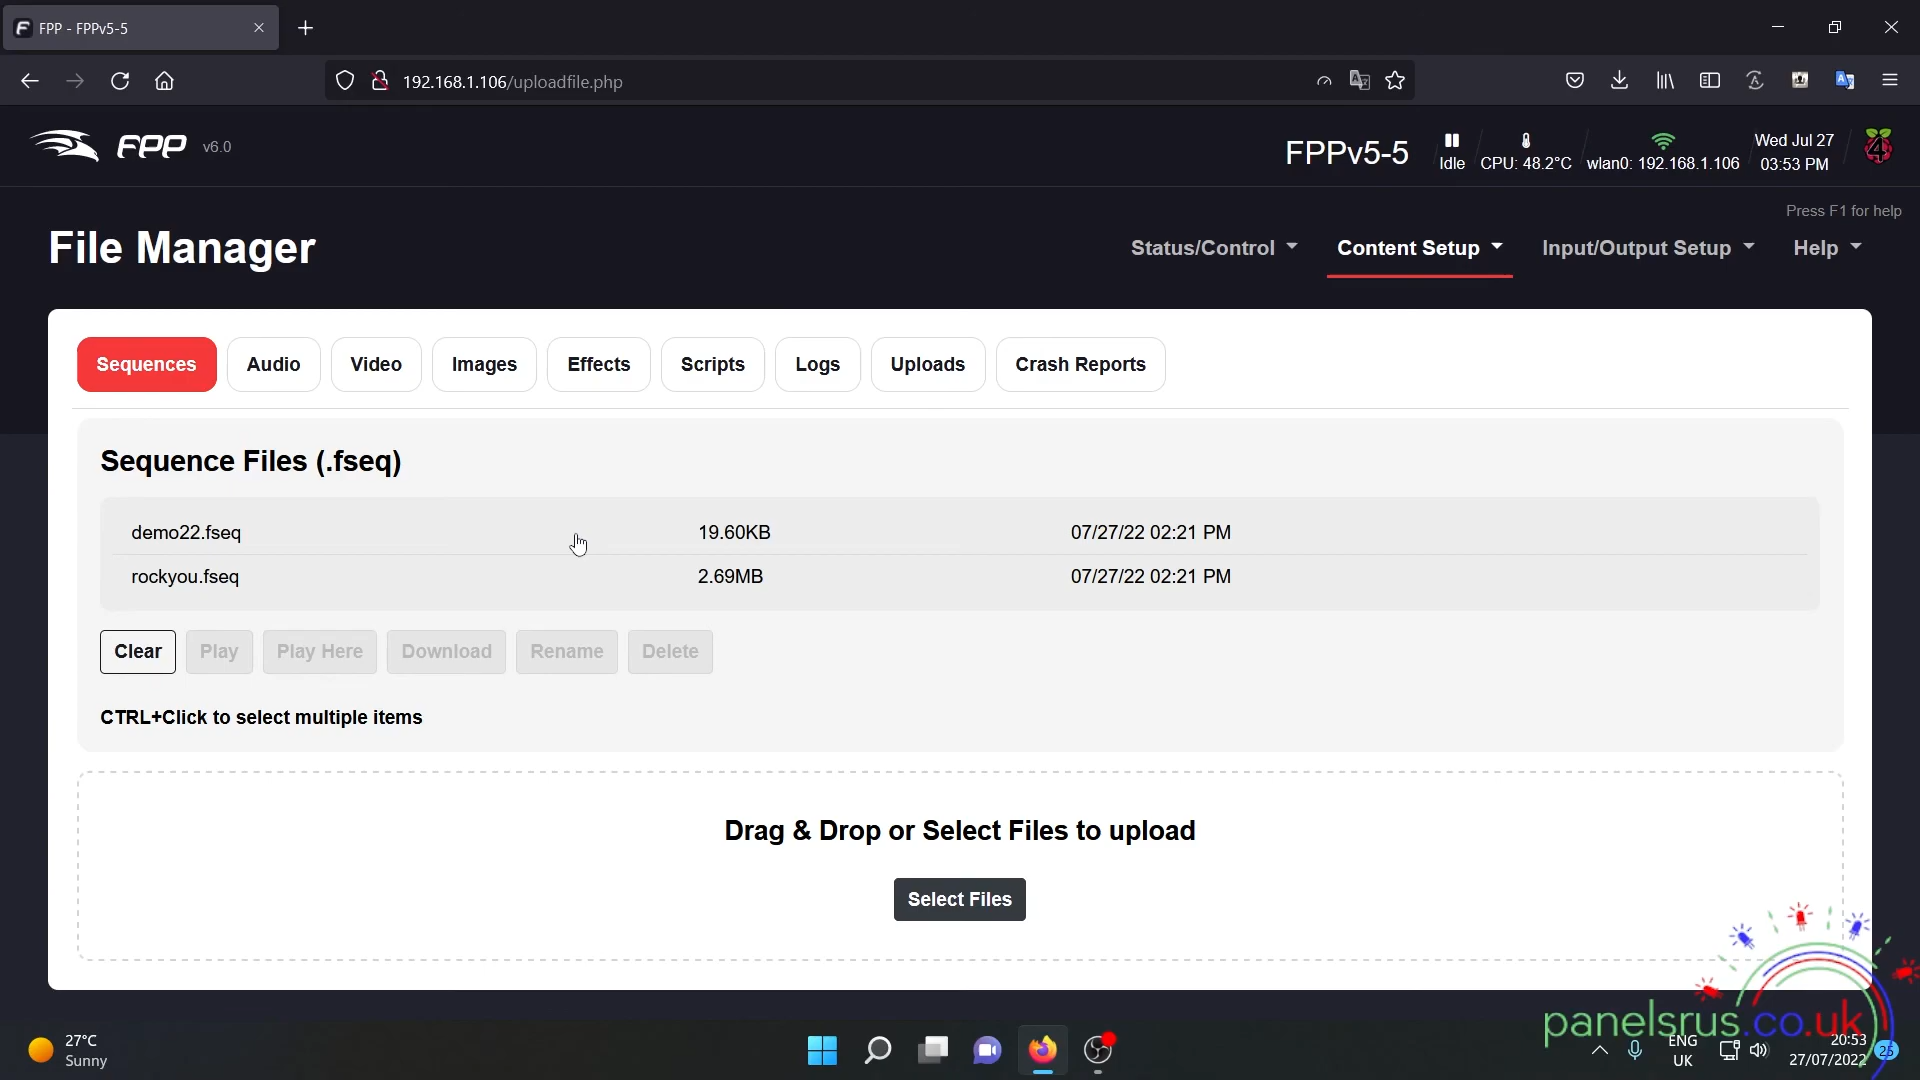 FPP - FPPv5-5
192.168.1.106/uploadfile.php
FPP v6.0
FPPv5-5
Idle
CPU: 48.2°C
wlan0: 192.168.1.106
Wed Jul 27
03:53 PM
Press F1 for help
File Manager
Status/Control
Content Setup
Input/Output Setup
Help
Sequences
Audio
Video
Images
Effects
Scripts
Logs
Uploads
Crash Reports
Sequence Files (.fseq)
demo22.fseq 19.60KB 07/27/22 02:21 PM
rockyou.fseq 2.69MB 07/27/22 02:21 PM
Clear
Play
Play Here
Download
Rename
Delete
CTRL+Click to select multiple items
Drag & Drop or Select Files to upload
Select Files
panelsrus.co.uk
27°C
Sunny
ENG
UK
20:53
27/07/2022
25